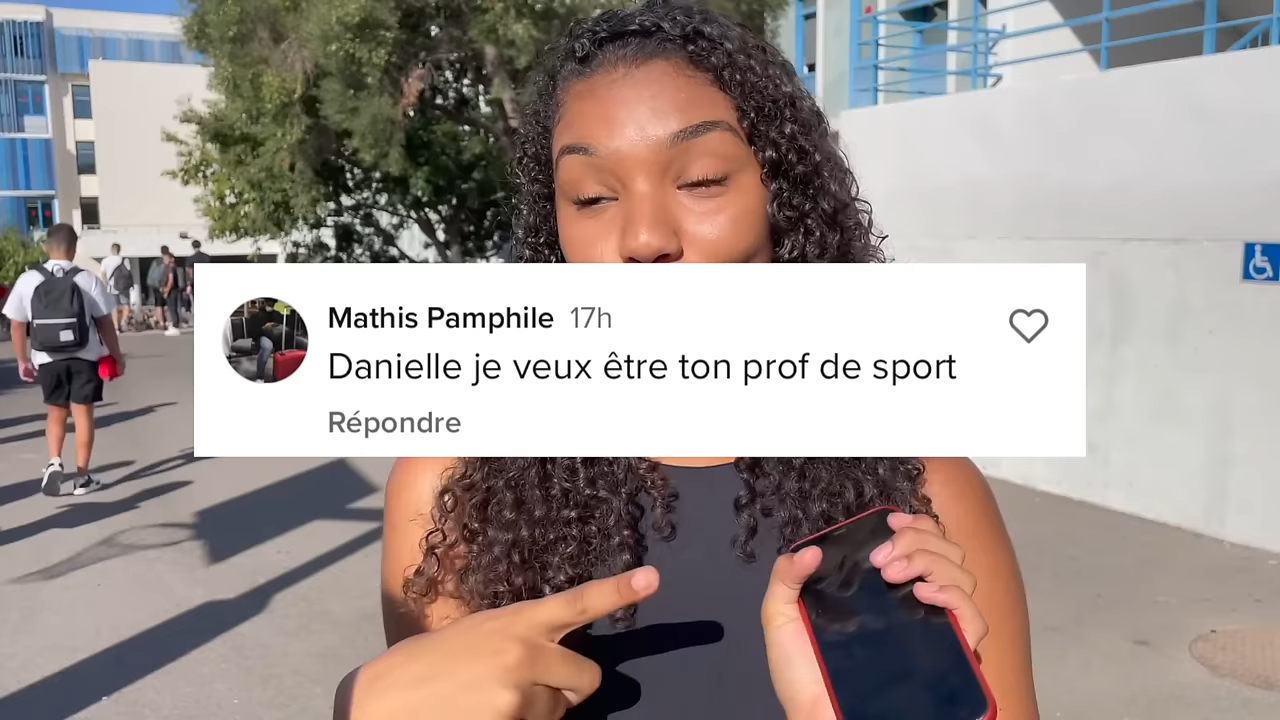 Mathis Pamphile 17h
Danielle je veux être ton prof de sport
Répondre